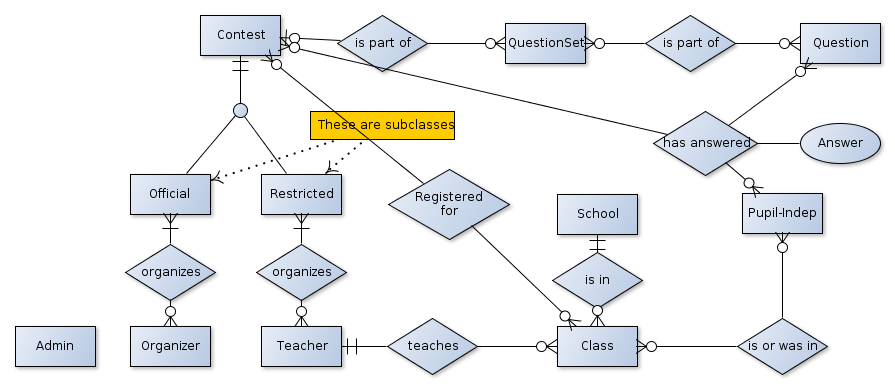 Contest
is part of
QuestionSet
is part of
Question
These are subclasses
has answered
Answer
Official
Restricted
Registered
for
School
Pupil-Indep
organizes
organizes
is in
Admin
Organizer
Teacher
teaches
Class
is or was in